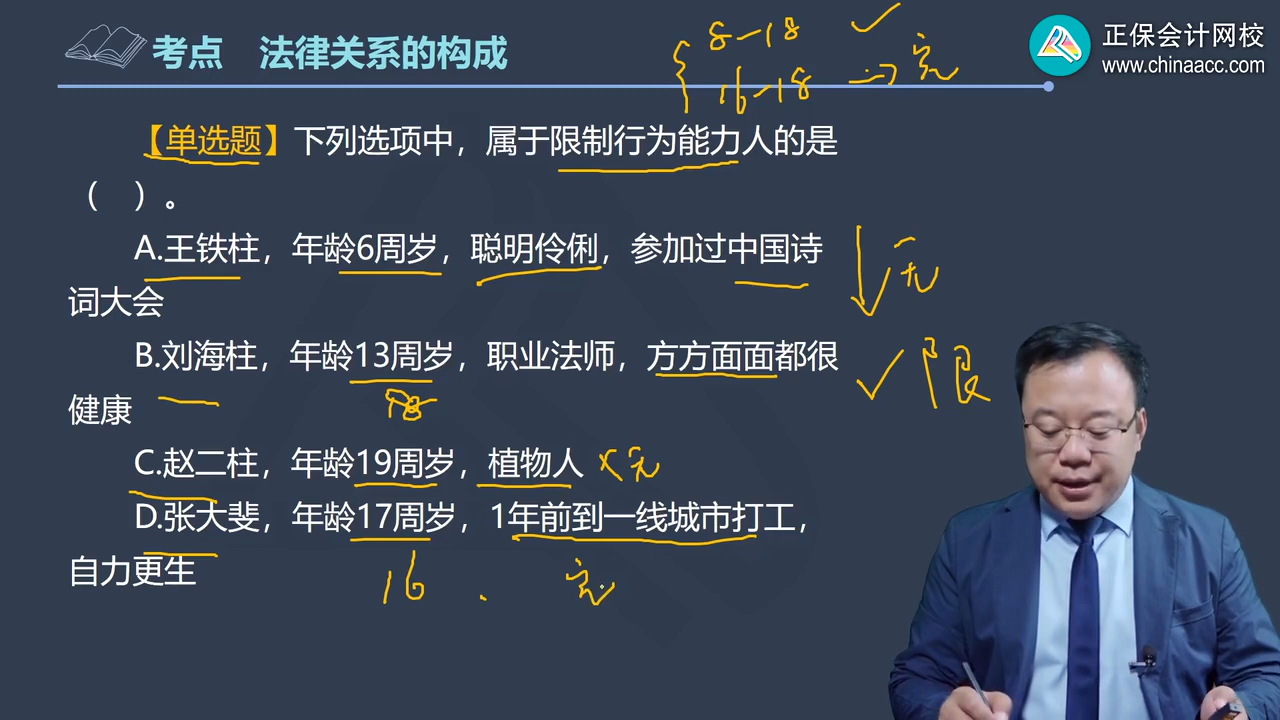 考点 法律关系的构成
8-18 ✓
16-18 → 完
正保会计网校
www.chinaacc.com
【单选题】下列选项中，属于限制行为能力人的是
（ ）。
A.王铁柱，年龄6周岁，聪明伶俐，参加过中国诗
词大会
无
B.刘海柱，年龄13周岁，职业法师，方方面面都很
健康
✓限
18
C.赵二柱，年龄19周岁，植物人 ×无
D.张大斐，年龄17周岁，1年前到一线城市打工，
自力更生
16 、 完